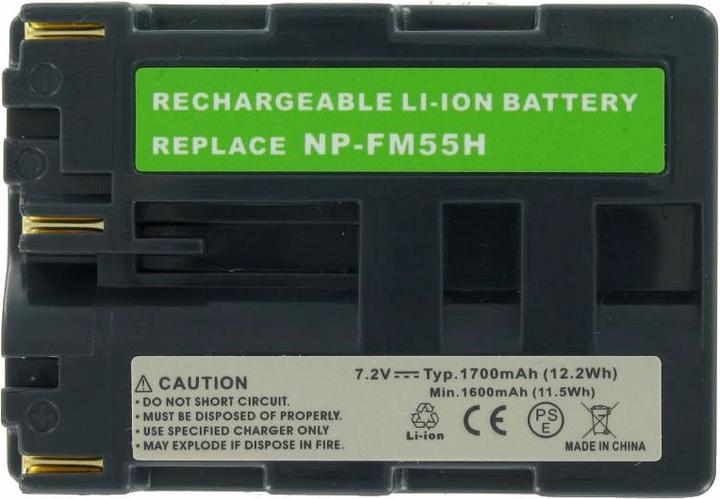 RECHARGEABLE LI-ION BATTERY
REPLACE NP-FM55H
⚠ CAUTION
• DO NOT SHORT CIRCUIT.
• MUST BE DISPOSED OF PROPERLY.
• USE SPECIFIED CHARGER ONLY
• MAY EXPLODE IF DISPOSED IN FIRE.
7.2V⎓Typ.1700mAh (12.2Wh)
Min.1600mAh (11.5Wh)
Li-ion
CE
PS
E
MADE IN CHINA